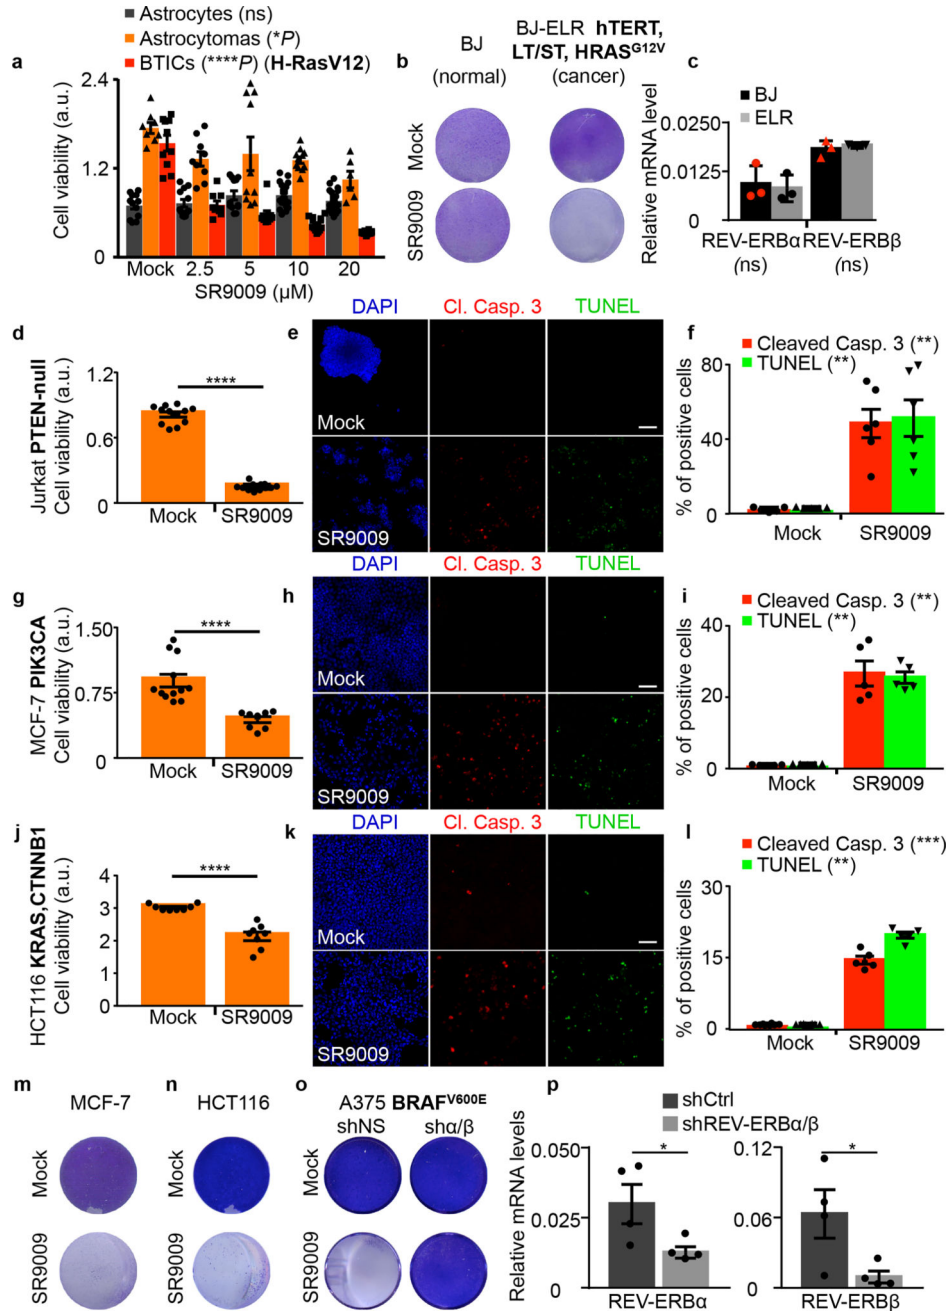 Astrocytes (ns)
Astrocytomas (*P)
BTICs (****P) (H-RasV12)
a
Cell viability (a.u.)
2.4
1.2
0
Mock 2.5 5 10 20
SR9009 (μM)
b
BJ
(normal)
BJ-ELR hTERT,
LT/ST, HRASG12V
(cancer)
Mock
SR9009
c
BJ
ELR
Relative mRNA level
0.0250
0.0125
0
REV-ERBα REV-ERBβ
(ns) (ns)
d
Jurkat PTEN-null
Cell viability (a.u.)
1.2
0.6
0
****
Mock SR9009
e
DAPI Cl. Casp. 3 TUNEL
Mock
SR9009
f
Cleaved Casp. 3 (**)
TUNEL (**)
% of positive cells
80
40
0
Mock SR9009
g
MCF-7 PIK3CA
Cell viability (a.u.)
1.50
0.75
0
****
Mock SR9009
h
DAPI Cl. Casp. 3 TUNEL
Mock
SR9009
i
Cleaved Casp. 3 (**)
TUNEL (**)
% of positive cells
40
20
0
Mock SR9009
j
HCT116 KRAS,CTNNB1
Cell viability (a.u.)
4
3
2
1
0
****
Mock SR9009
k
DAPI Cl. Casp. 3 TUNEL
Mock
SR9009
l
Cleaved Casp. 3 (***)
TUNEL (**)
% of positive cells
30
15
0
Mock SR9009
m
MCF-7
Mock
SR9009
n
HCT116
Mock
SR9009
o
A375 BRAFV600E
shNS shα/β
Mock
SR9009
p
shCtrl
shREV-ERBα/β
Relative mRNA levels
0.050
0.025
0
*
REV-ERBα
0.12
0.06
0
*
REV-ERBβ